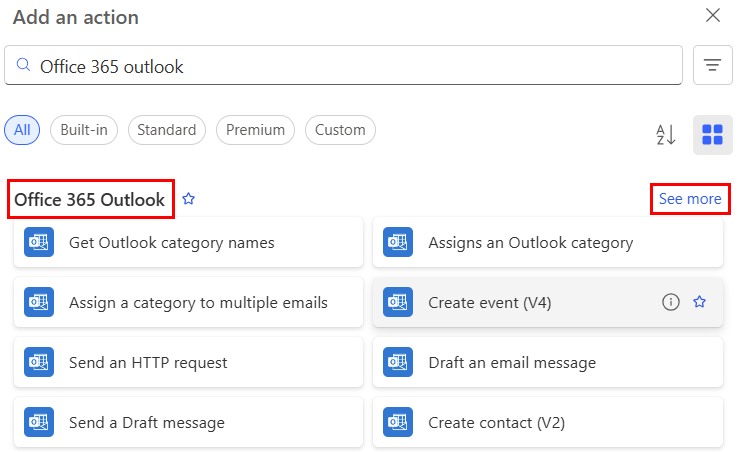 Add an action
Office 365 outlook
All Built-in Standard Premium Custom
Office 365 Outlook See more
Get Outlook category names Assigns an Outlook category
Assign a category to multiple emails Create event (V4)
Send an HTTP request Draft an email message
Send a Draft message Create contact (V2)